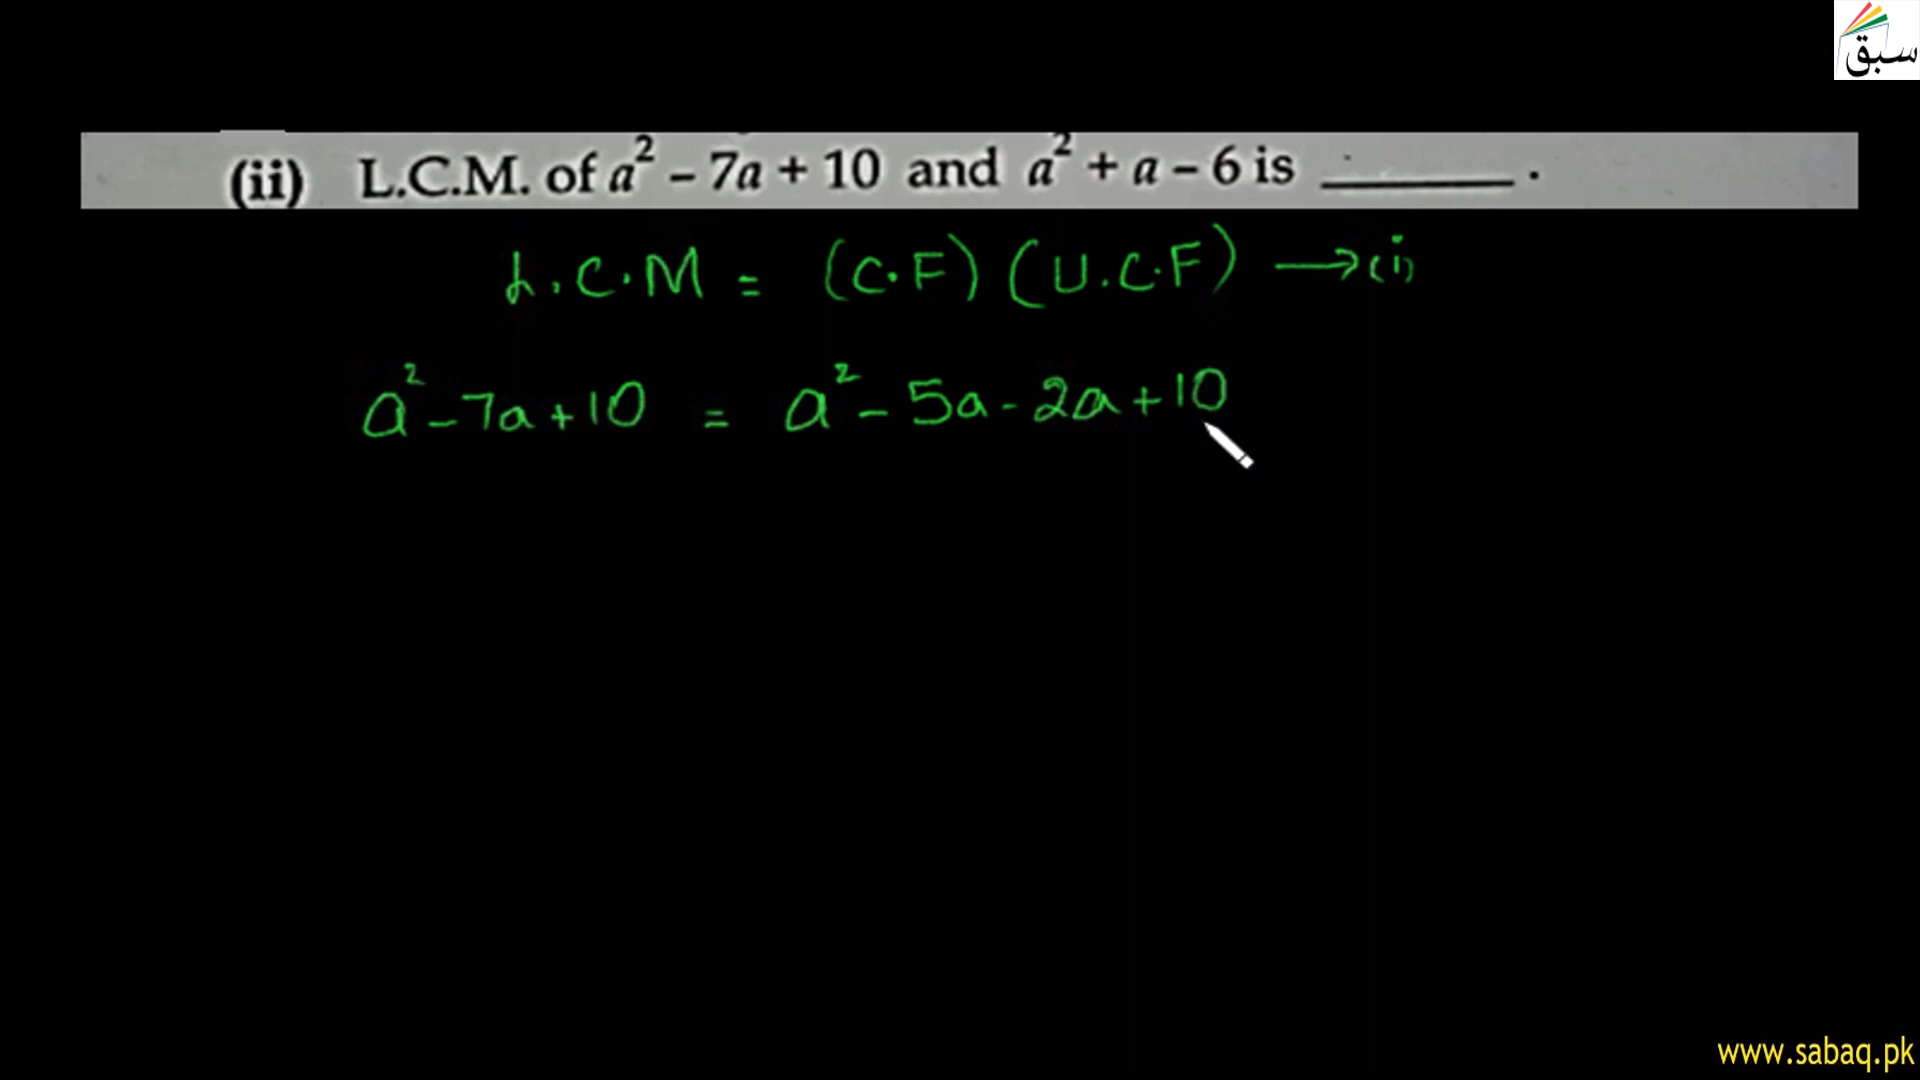 سبق
(ii) L.C.M. of a² – 7a + 10 and a² + a – 6 is ________ .
L.C.M = (C.F) (U.C.F) → (i)
a² - 7a + 10 = a² - 5a - 2a + 10
www.sabaq.pk